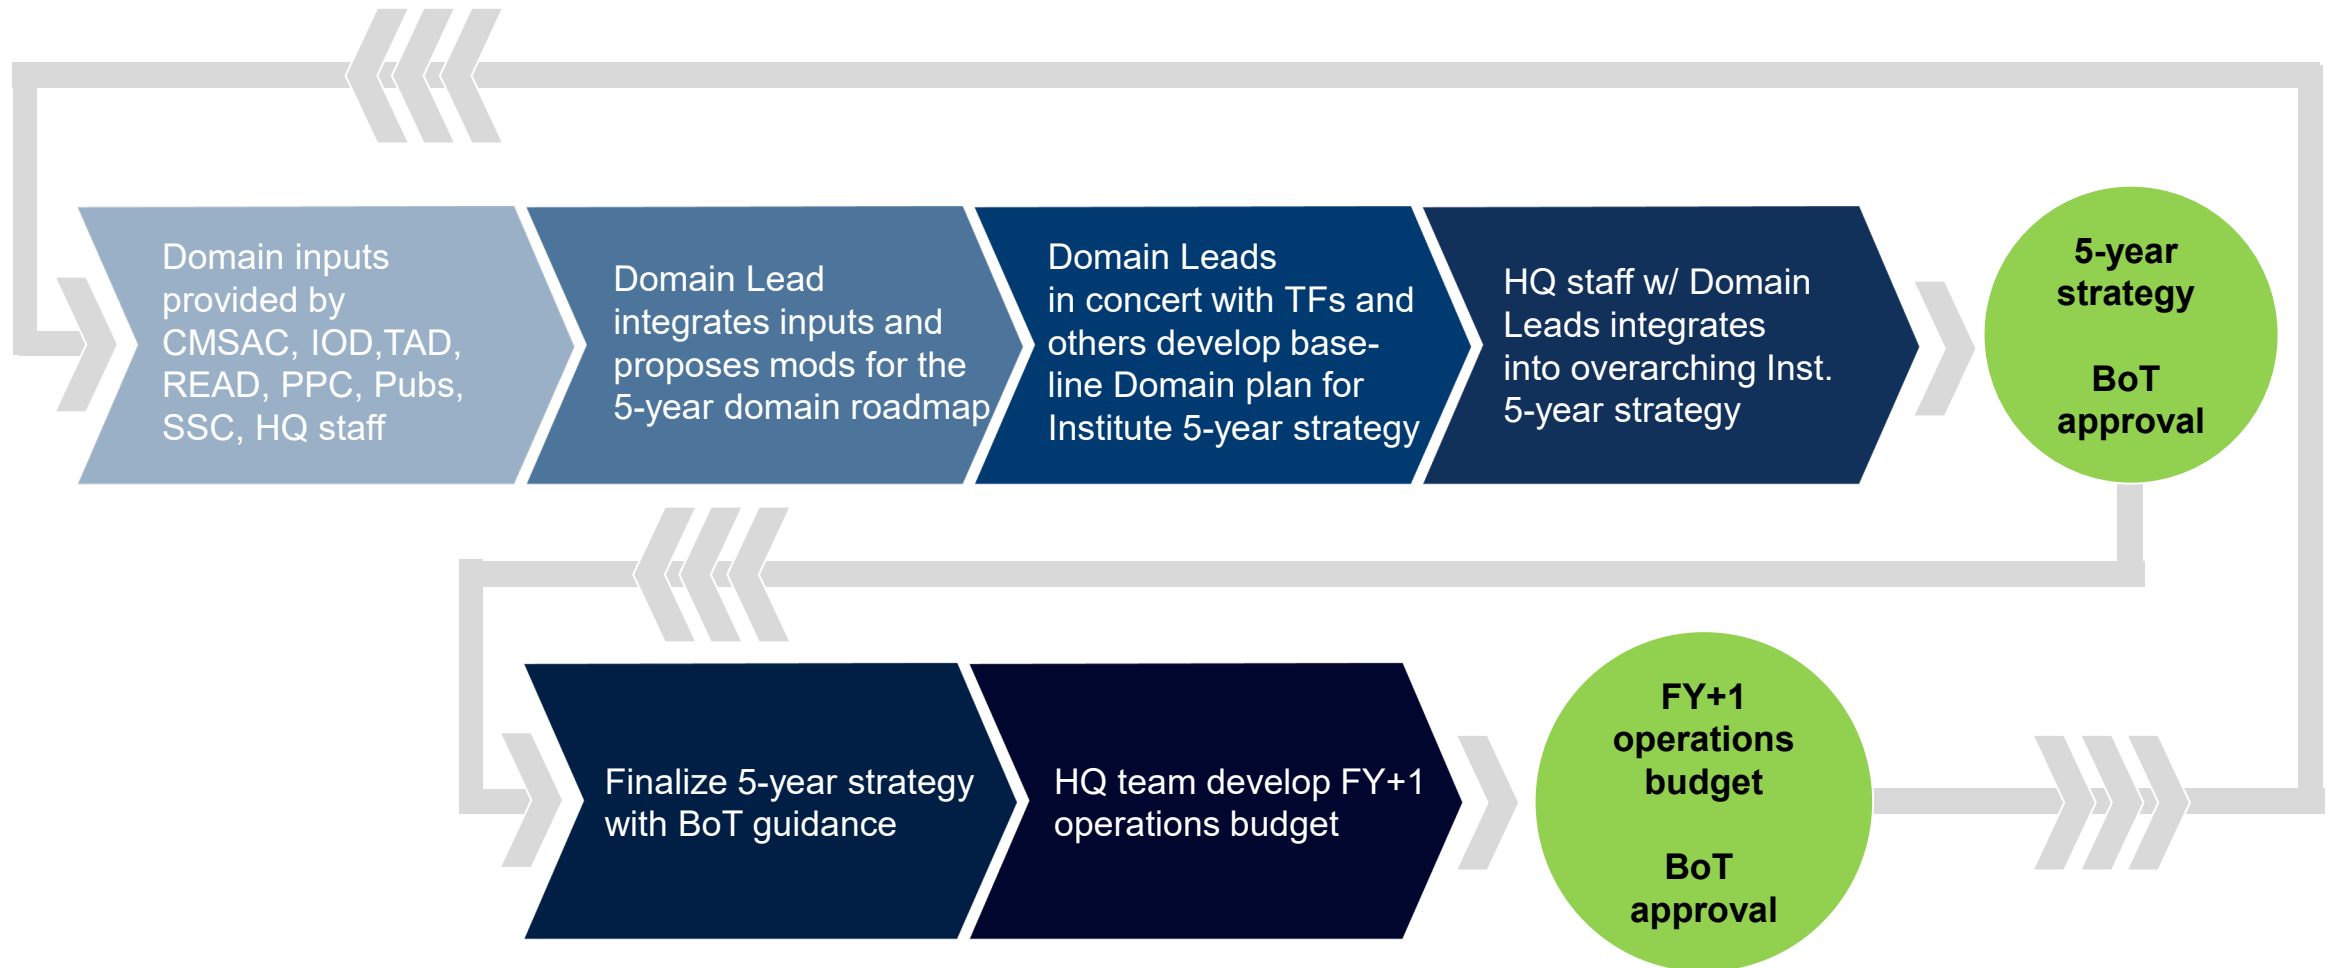 Domain inputs
provided by
CMSAC, IOD,TAD,
READ, PPC, Pubs,
SSC, HQ staff
Domain Lead
integrates inputs and
proposes mods for the
5-year domain roadmap
Domain Leads
in concert with TFs and
others develop base-
line Domain plan for
Institute 5-year strategy
HQ staff w/ Domain
Leads integrates
into overarching Inst.
5-year strategy
5-year
strategy
BoT
approval
Finalize 5-year strategy
with BoT guidance
HQ team develop FY+1
operations budget
FY+1
operations
budget
BoT
approval